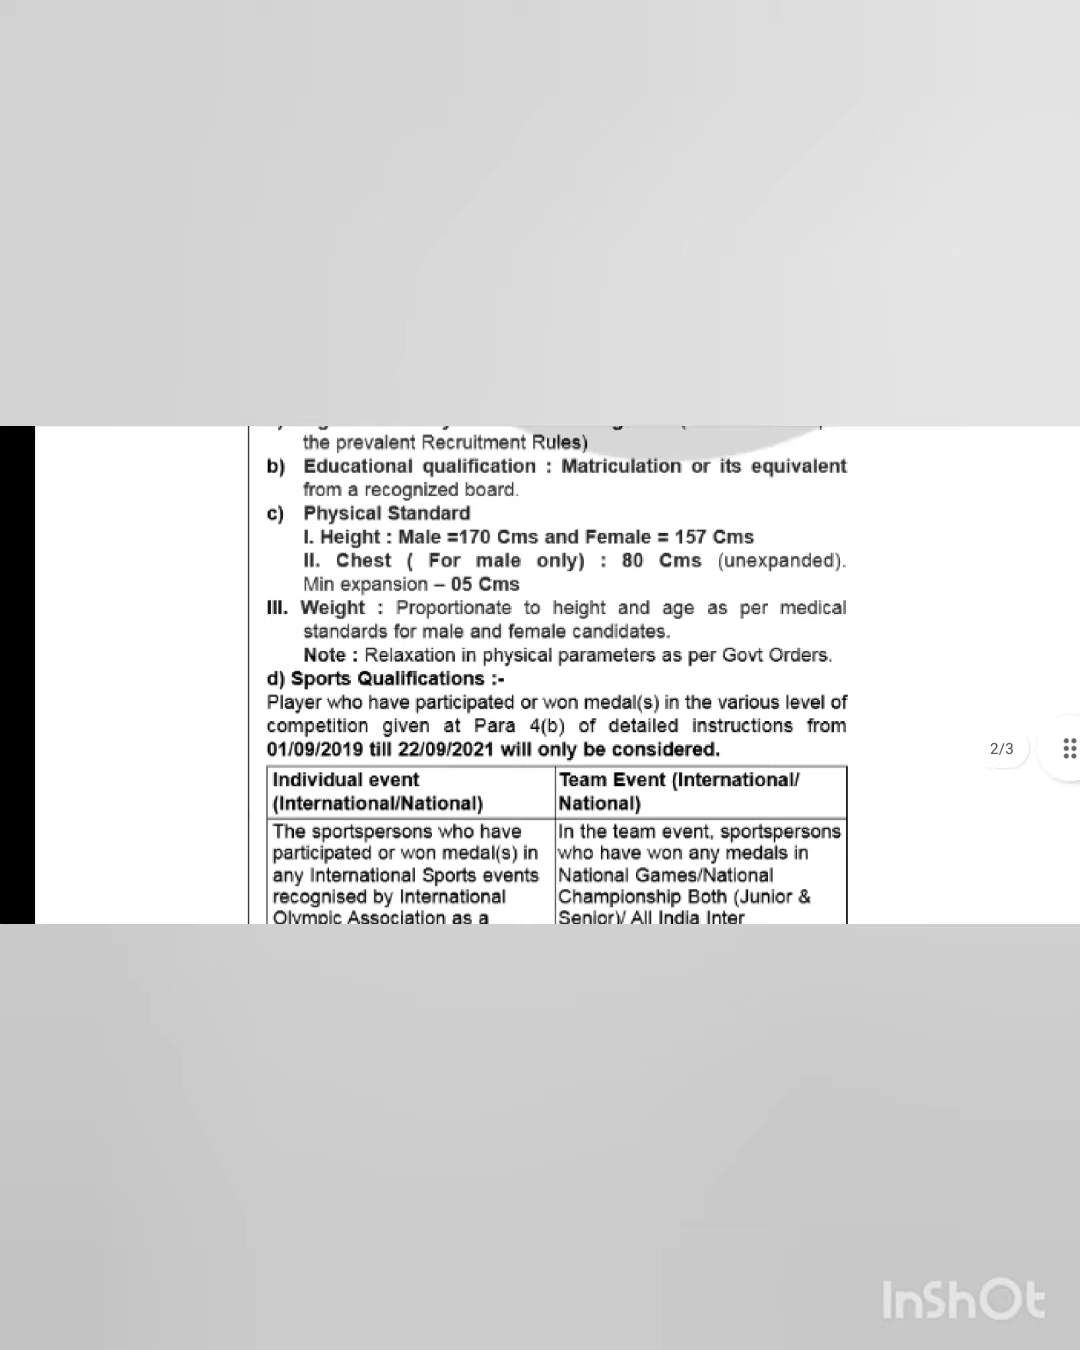 the prevalent Recruitment Rules)
b) Educational qualification : Matriculation or its equivalent
from a recognized board.
c) Physical Standard
I. Height : Male =170 Cms and Female = 157 Cms
II. Chest ( For male only) : 80 Cms (unexpanded).
Min expansion – 05 Cms
III. Weight : Proportionate to height and age as per medical
standards for male and female candidates.
Note : Relaxation in physical parameters as per Govt Orders.
d) Sports Qualifications :-
Player who have participated or won medal(s) in the various level of
competition given at Para 4(b) of detailed instructions from
01/09/2019 till 22/09/2021 will only be considered.
2/3
Individual event
(International/National)
The sportspersons who have
participated or won medal(s) in
any International Sports events
recognised by International
Olympic Association as a
Team Event (International/
National)
In the team event, sportspersons
who have won any medals in
National Games/National
Championship Both (Junior &
Senior)/ All India Inter
InShOt